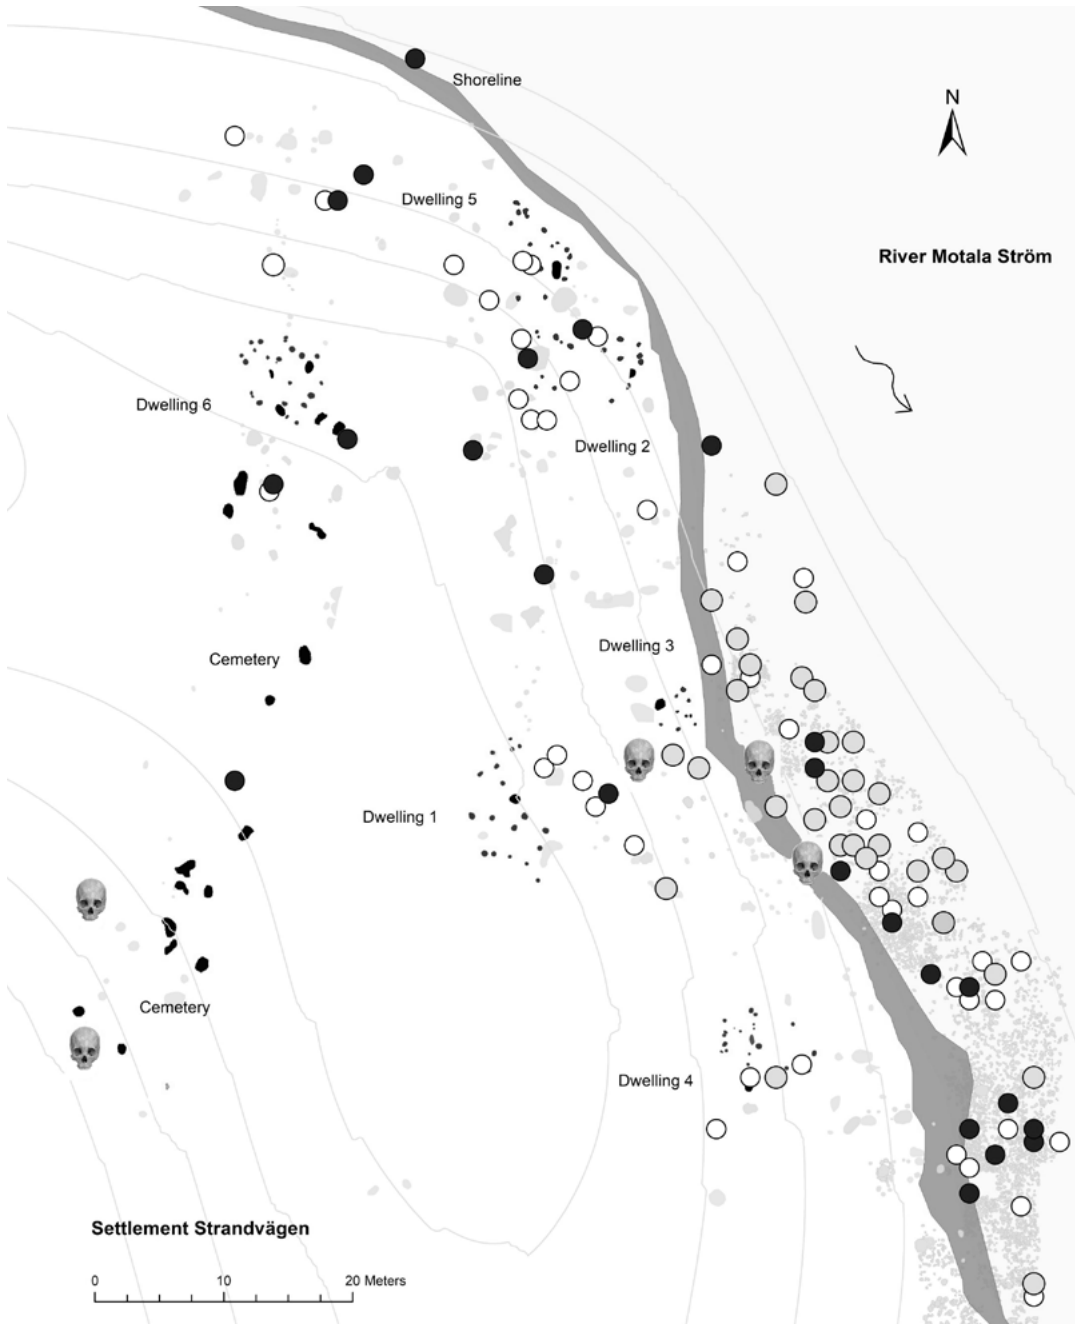 Shoreline
N
Dwelling 5
River Motala Ström
Dwelling 6
Dwelling 2
Dwelling 3
Cemetery
Dwelling 1
Cemetery
Dwelling 4
Settlement Strandvägen
0 10 20 Meters